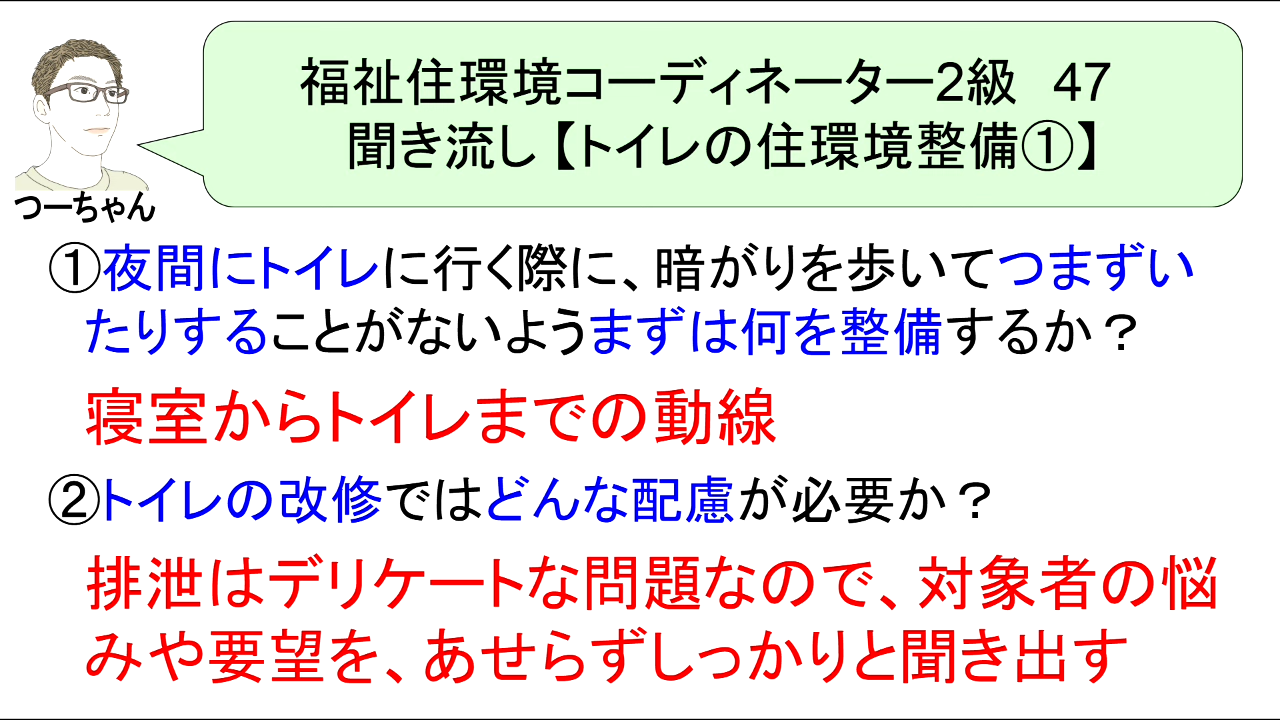 福祉住環境コーディネーター2級　47
聞き流し【トイレの住環境整備①】
つーちゃん
①夜間にトイレに行く際に、暗がりを歩いてつまずい
たりすることがないようまずは何を整備するか？
寝室からトイレまでの動線
②トイレの改修ではどんな配慮が必要か？
排泄はデリケートな問題なので、対象者の悩
みや要望を、あせらずしっかりと聞き出す